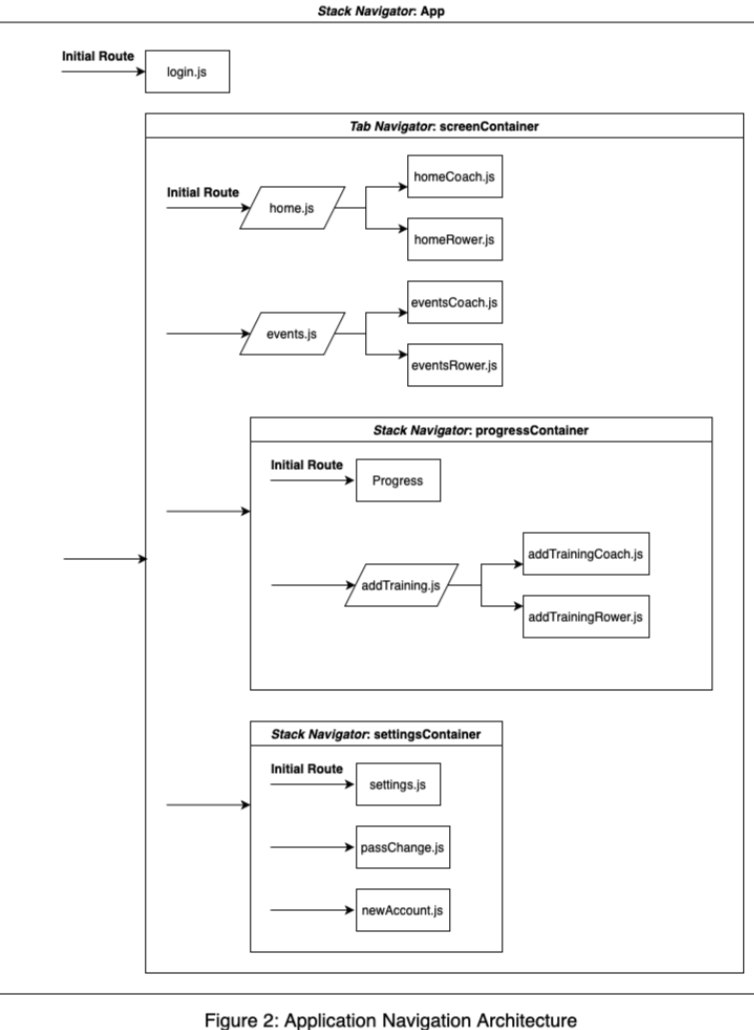 Stack Navigator: App
Initial Route
login.js
Tab Navigator: screenContainer
Initial Route
home.js
homeCoach.js
homeRower.js
events.js
eventsCoach.js
eventsRower.js
Stack Navigator: progressContainer
Initial Route
Progress
addTraining.js
addTrainingCoach.js
addTrainingRower.js
Stack Navigator: settingsContainer
Initial Route
settings.js
passChange.js
newAccount.js
Figure 2: Application Navigation Architecture